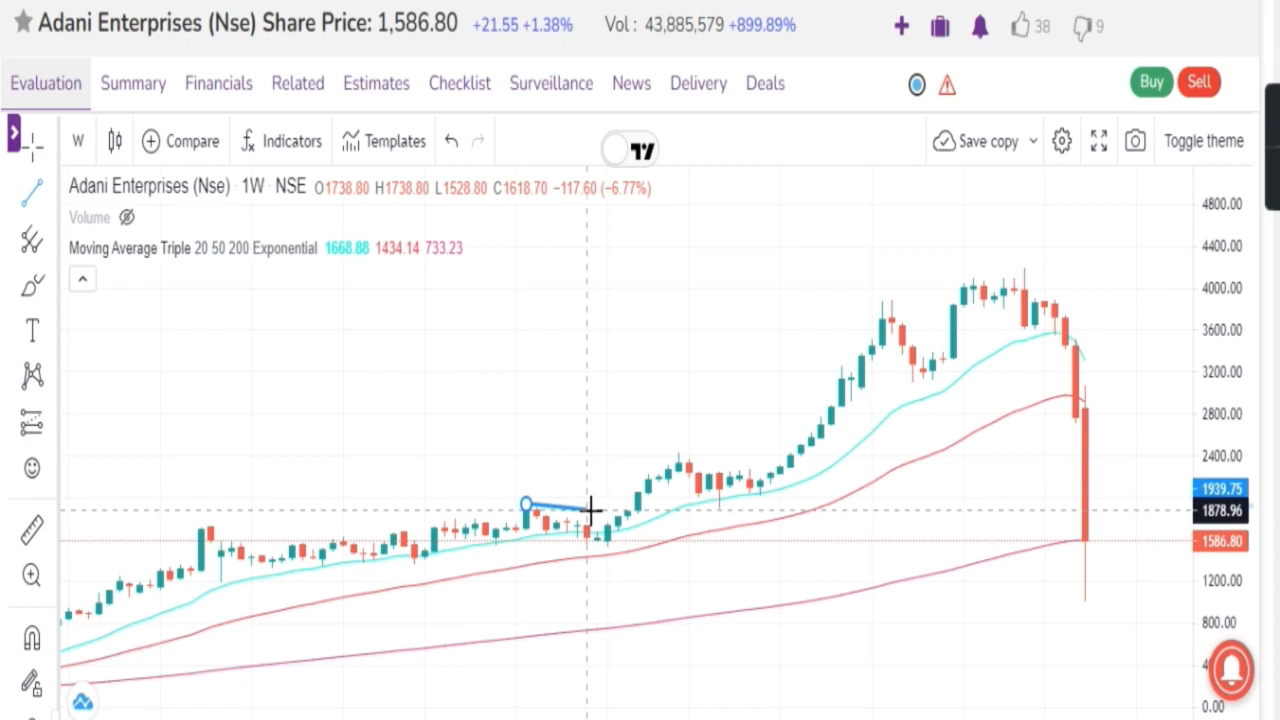 Adani Enterprises (Nse) Share Price: 1,586.80 +21.55 +1.38% Vol : 43,885,579 +899.89% 38 9
Evaluation Summary Financials Related Estimates Checklist Surveillance News Delivery Deals Buy Sell
W Compare Indicators Templates Save copy Toggle theme
Adani Enterprises (Nse) · 1W · NSE O1738.80 H1738.80 L1528.80 C1618.70 −117.60 (−6.77%)
Volume
Moving Average Triple 20 50 200 Exponential 1668.88 1434.14 733.23
4800.00
4400.00
4000.00
3600.00
3200.00
2800.00
2400.00
1939.75
1878.96
1586.80
1200.00
800.00
4
0.00